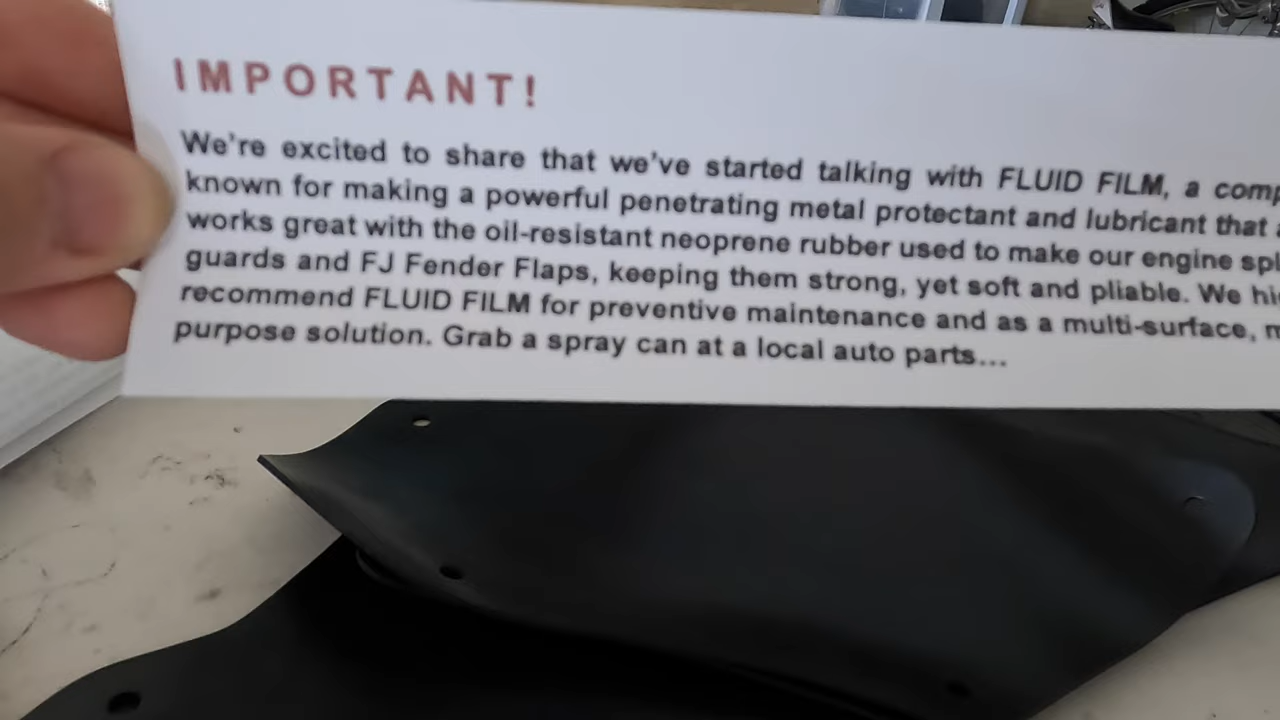 IMPORTANT!
We're excited to share that we've started talking with FLUID FILM, a
known for making a powerful penetrating metal protectant and lubricant that
works great with the oil-resistant neoprene rubber used to make our engine
guards and FJ Fender Flaps, keeping them strong, yet soft and pliable. We
recommend FLUID FILM for preventive maintenance and as a multi-surface,
purpose solution. Grab a spray can at a local auto parts...